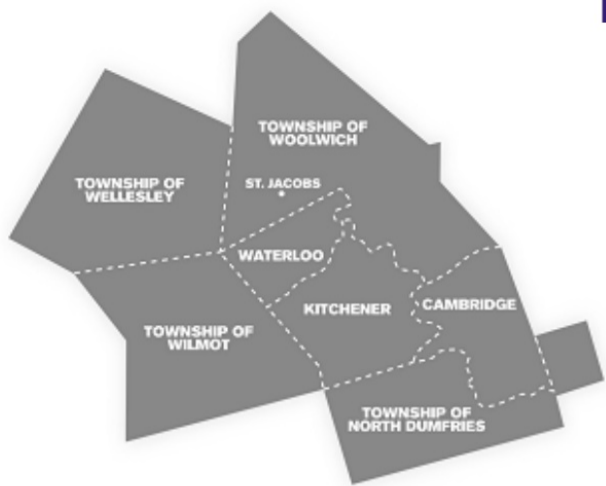 TOWNSHIP OF
WOOLWICH
TOWNSHIP OF
WELLESLEY
ST. JACOBS
WATERLOO
KITCHENER
CAMBRIDGE
TOWNSHIP OF
WILMOT
TOWNSHIP OF
NORTH DUMFRIES